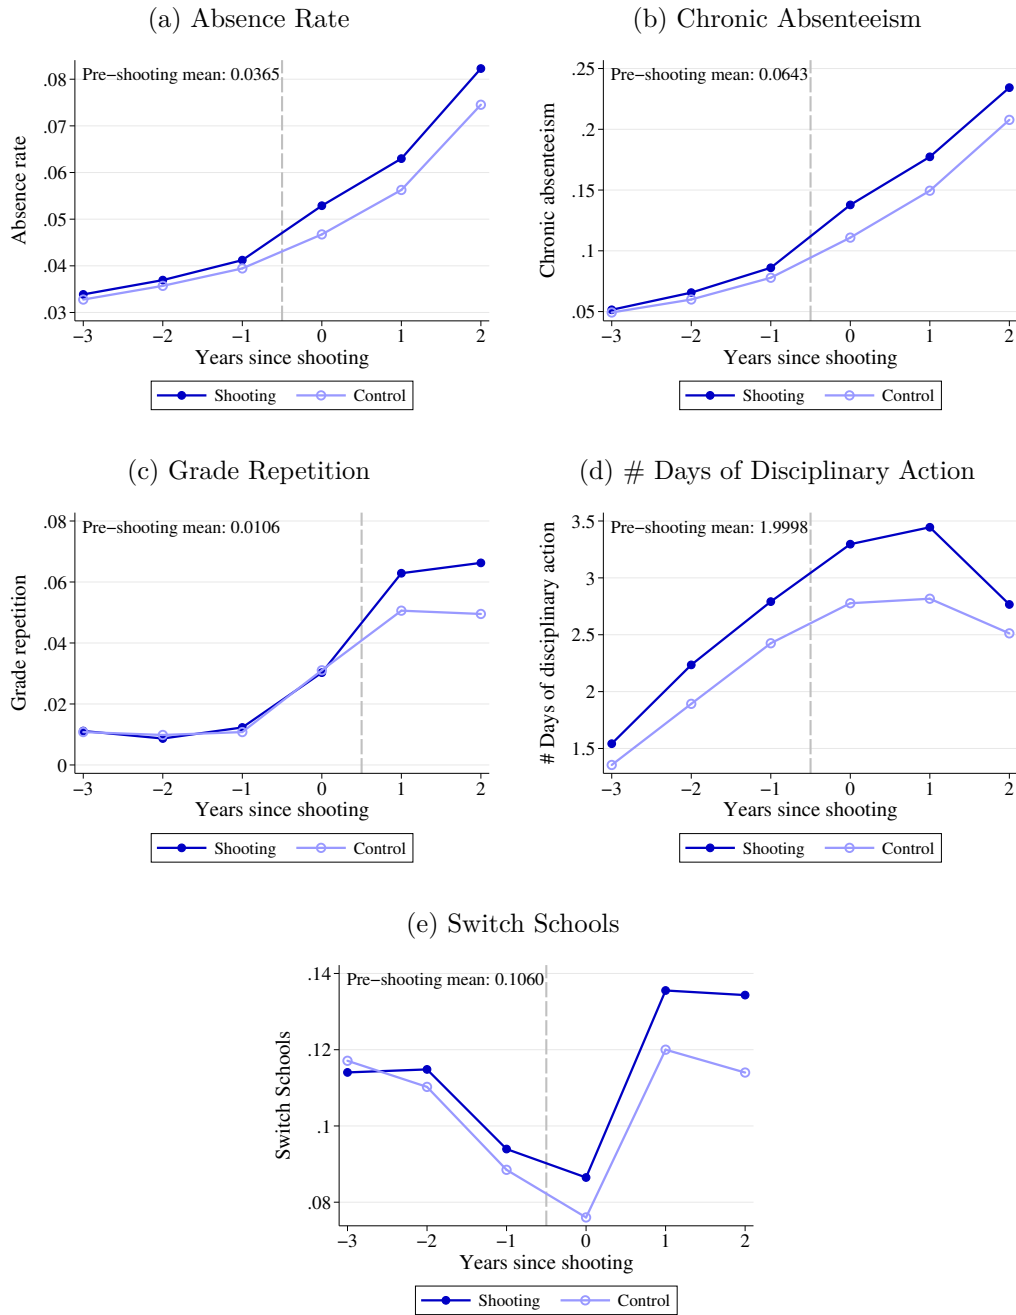 (a) Absence Rate
Pre−shooting mean: 0.0365
.08
.07
.06
.05
.04
.03
Absence rate
−3 −2 −1 0 1 2
Years since shooting
Shooting Control
(b) Chronic Absenteeism
Pre−shooting mean: 0.0643
.25
.2
.15
.1
.05
Chronic absenteeism
−3 −2 −1 0 1 2
Years since shooting
Shooting Control
(c) Grade Repetition
Pre−shooting mean: 0.0106
.08
.06
.04
.02
0
Grade repetition
−3 −2 −1 0 1 2
Years since shooting
Shooting Control
(d) # Days of Disciplinary Action
Pre−shooting mean: 1.9998
3.5
3
2.5
2
1.5
# Days of disciplinary action
−3 −2 −1 0 1 2
Years since shooting
Shooting Control
(e) Switch Schools
Pre−shooting mean: 0.1060
.14
.12
.1
.08
Switch Schools
−3 −2 −1 0 1 2
Years since shooting
Shooting Control